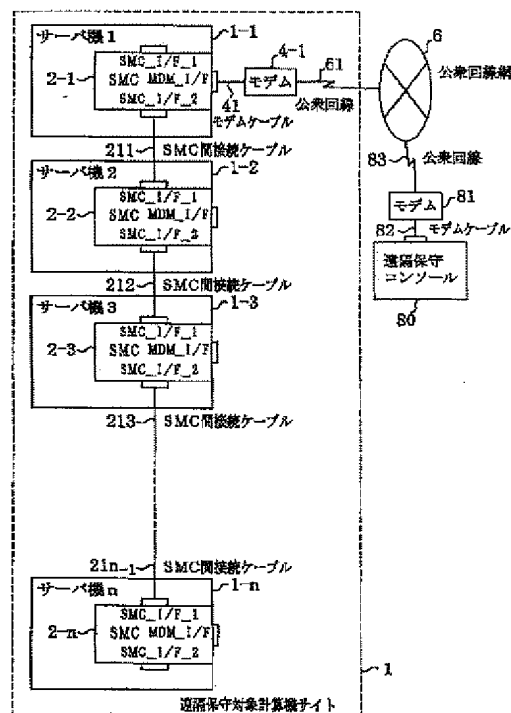 サーバ機1
1-1
2-1
SMC_I/F_1
SMC MDM_I/F
SMC_I/F_2
41
モデムケーブル
4-1
モデム
61
公衆回線
6
公衆回線網
83
公衆回線
81
モデム
82
モデムケーブル
遠隔保守
コンソール
80
211
SMC間接続ケーブル
サーバ機2
1-2
2-2
SMC_I/F_1
SMC MDM_I/F
SMC_I/F_2
212
SMC間接続ケーブル
サーバ機3
1-3
2-3
SMC_I/F_1
SMC MDM_I/F
SMC_I/F_2
213
SMC間接続ケーブル
21n-1
SMC間接続ケーブル
サーバ機n
1-n
2-n
SMC_I/F_1
SMC MDM_I/F
SMC_I/F_2
1
遠隔保守対象計算機サイト